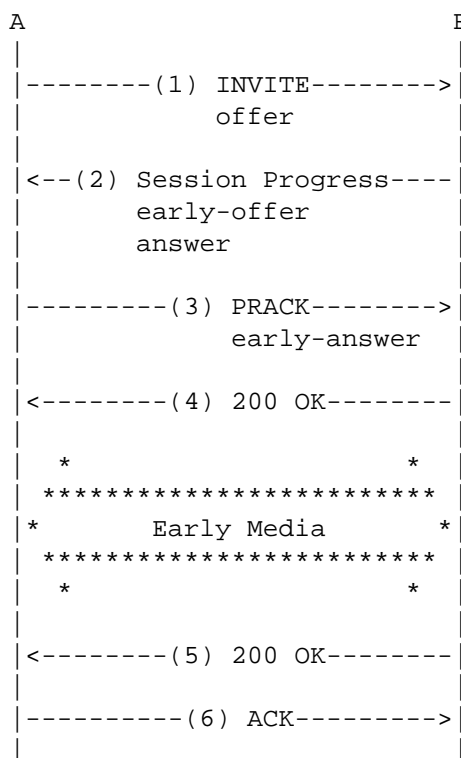 A B
|--------(1) INVITE-------->|
offer
|<--(2) Session Progress----|
early-offer
answer
|---------(3) PRACK-------->|
early-answer
|<--------(4) 200 OK--------|
* *
*************************
|* Early Media *|
*************************
* *
|<--------(5) 200 OK--------|
|----------(6) ACK--------->|